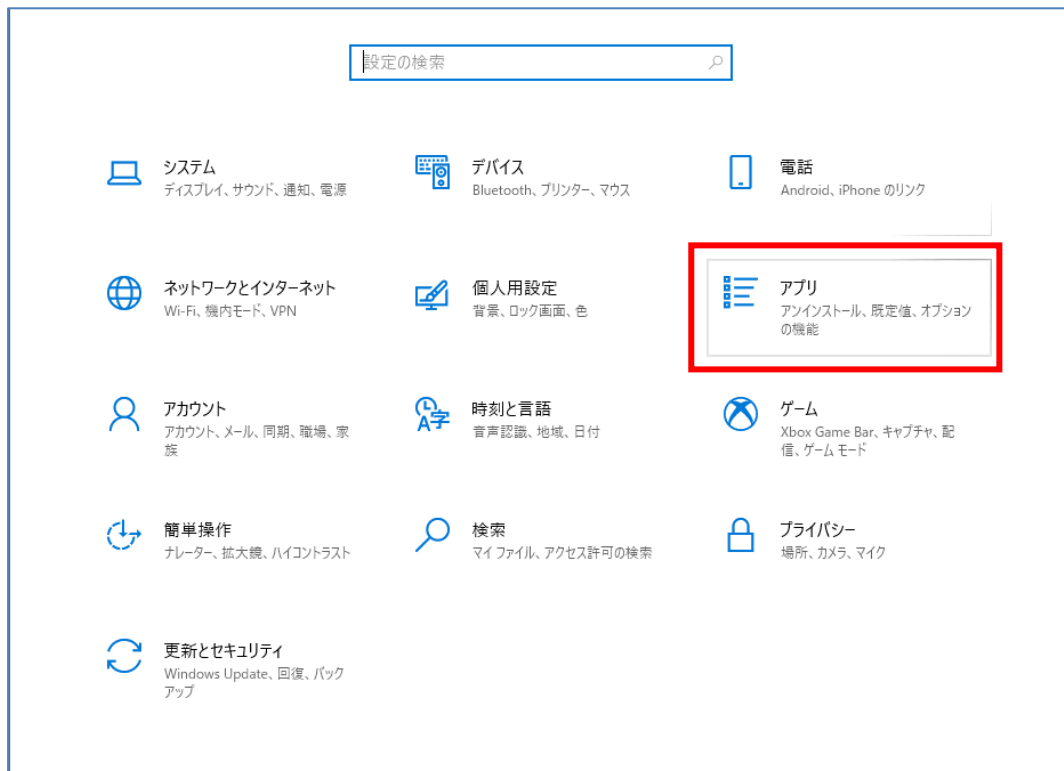 設定の検索
システム
ディスプレイ、サウンド、通知、電源
デバイス
Bluetooth、プリンター、マウス
電話
Android、iPhone のリンク
ネットワークとインターネット
Wi-Fi、機内モード、VPN
個人用設定
背景、ロック画面、色
アプリ
アンインストール、既定値、オプション
の機能
アカウント
アカウント、メール、同期、職場、家
族
時刻と言語
音声認識、地域、日付
ゲーム
Xbox Game Bar、キャプチャ、配
信、ゲーム モード
簡単操作
ナレーター、拡大鏡、ハイコントラスト
検索
マイ ファイル、アクセス許可の検索
プライバシー
場所、カメラ、マイク
更新とセキュリティ
Windows Update、回復、バック
アップ